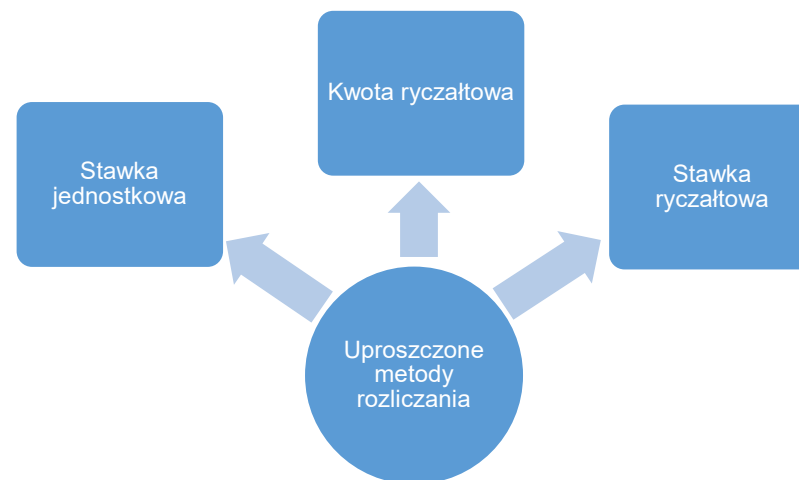 Kwota ryczałtowa
Stawka
jednostkowa
Stawka
ryczałtowa
Uproszczone
metody
rozliczania